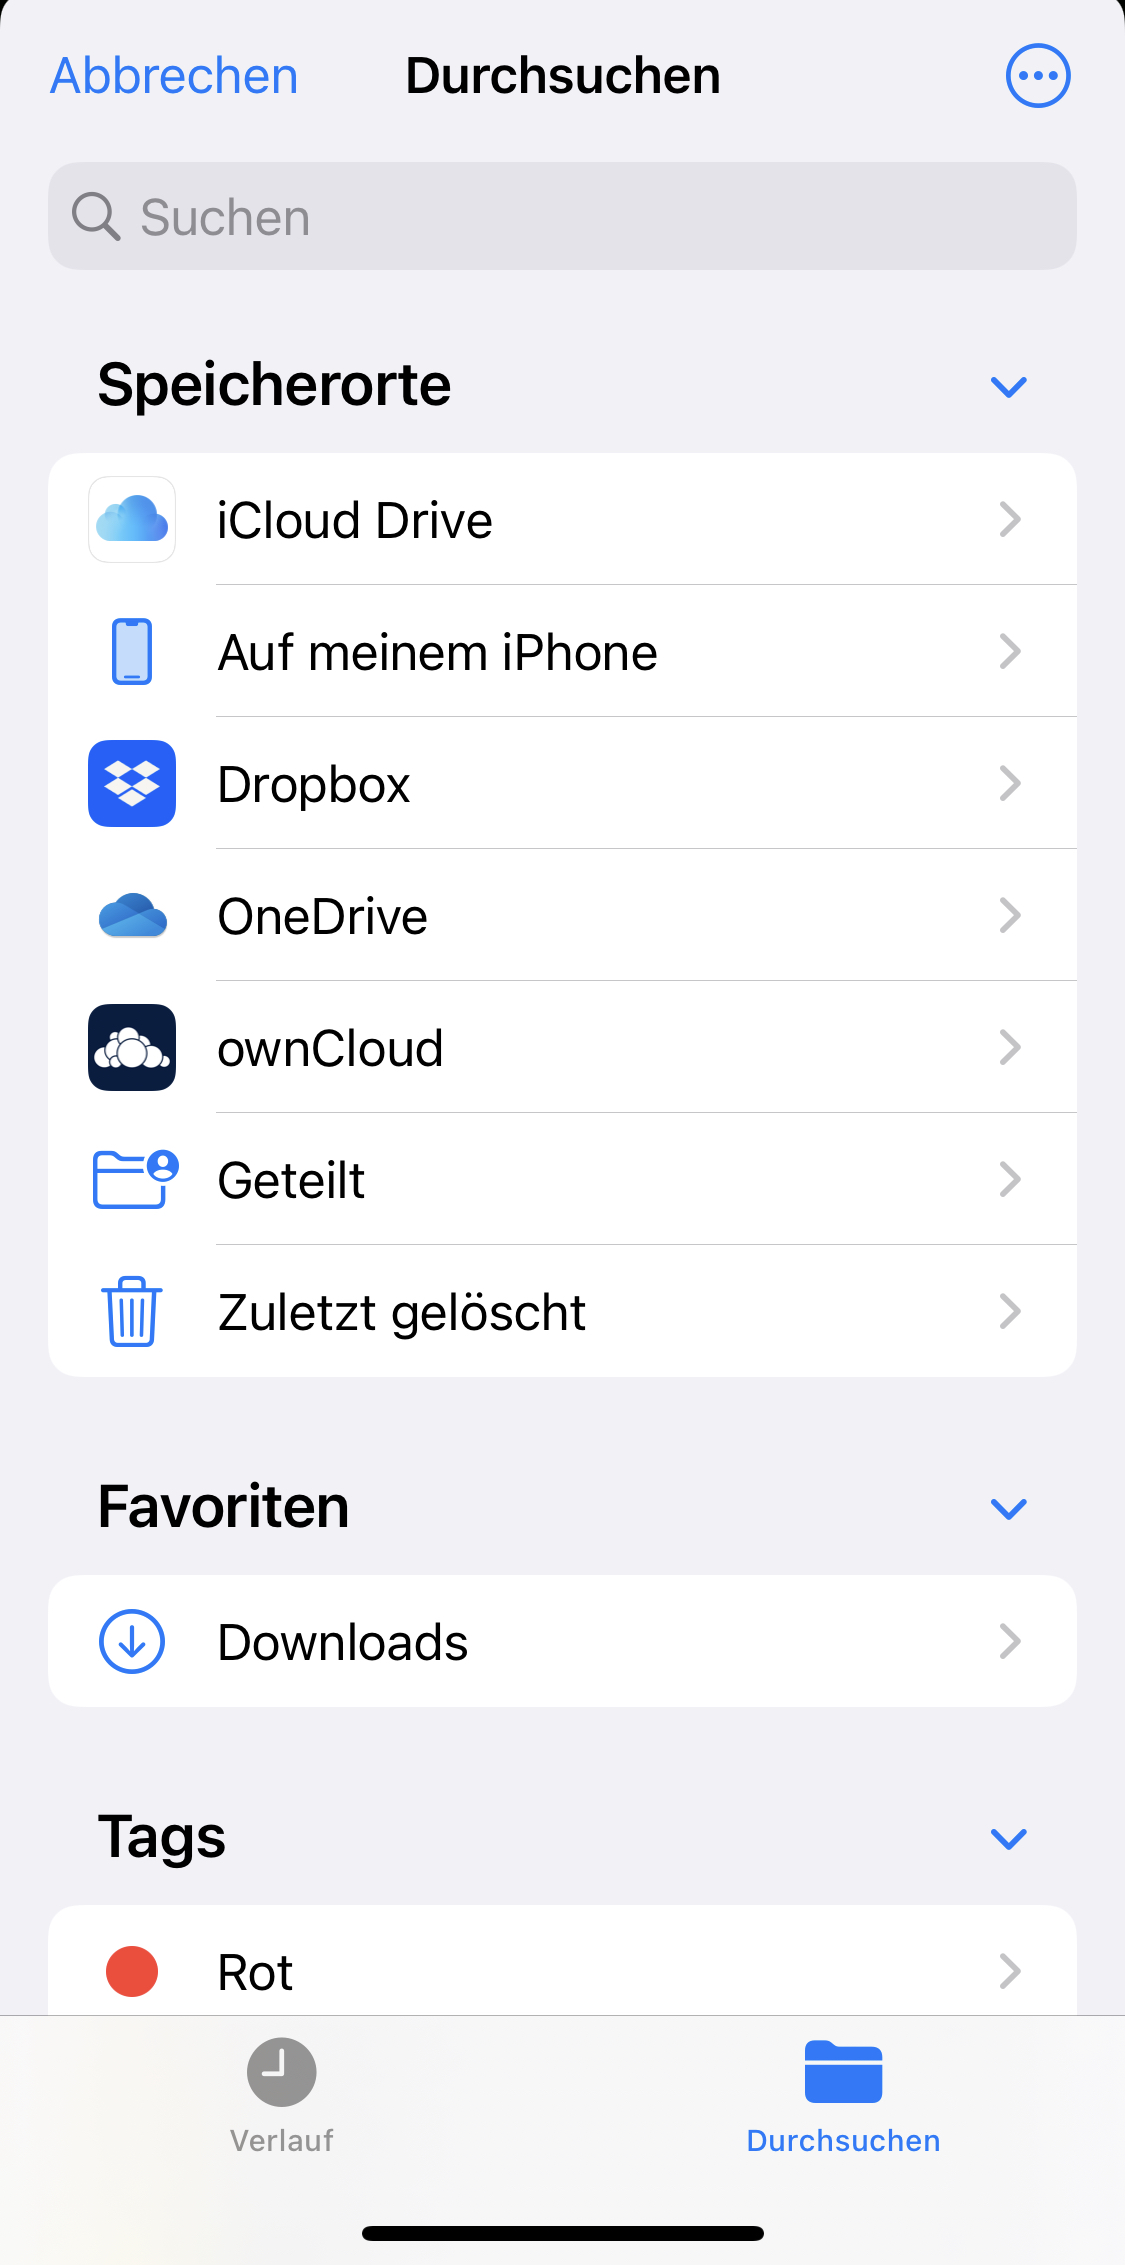 Abbrechen Durchsuchen
Suchen
Speicherorte
iCloud Drive
Auf meinem iPhone
Dropbox
OneDrive
ownCloud
Geteilt
Zuletzt gelöscht
Favoriten
Downloads
Tags
Rot
Verlauf Durchsuchen